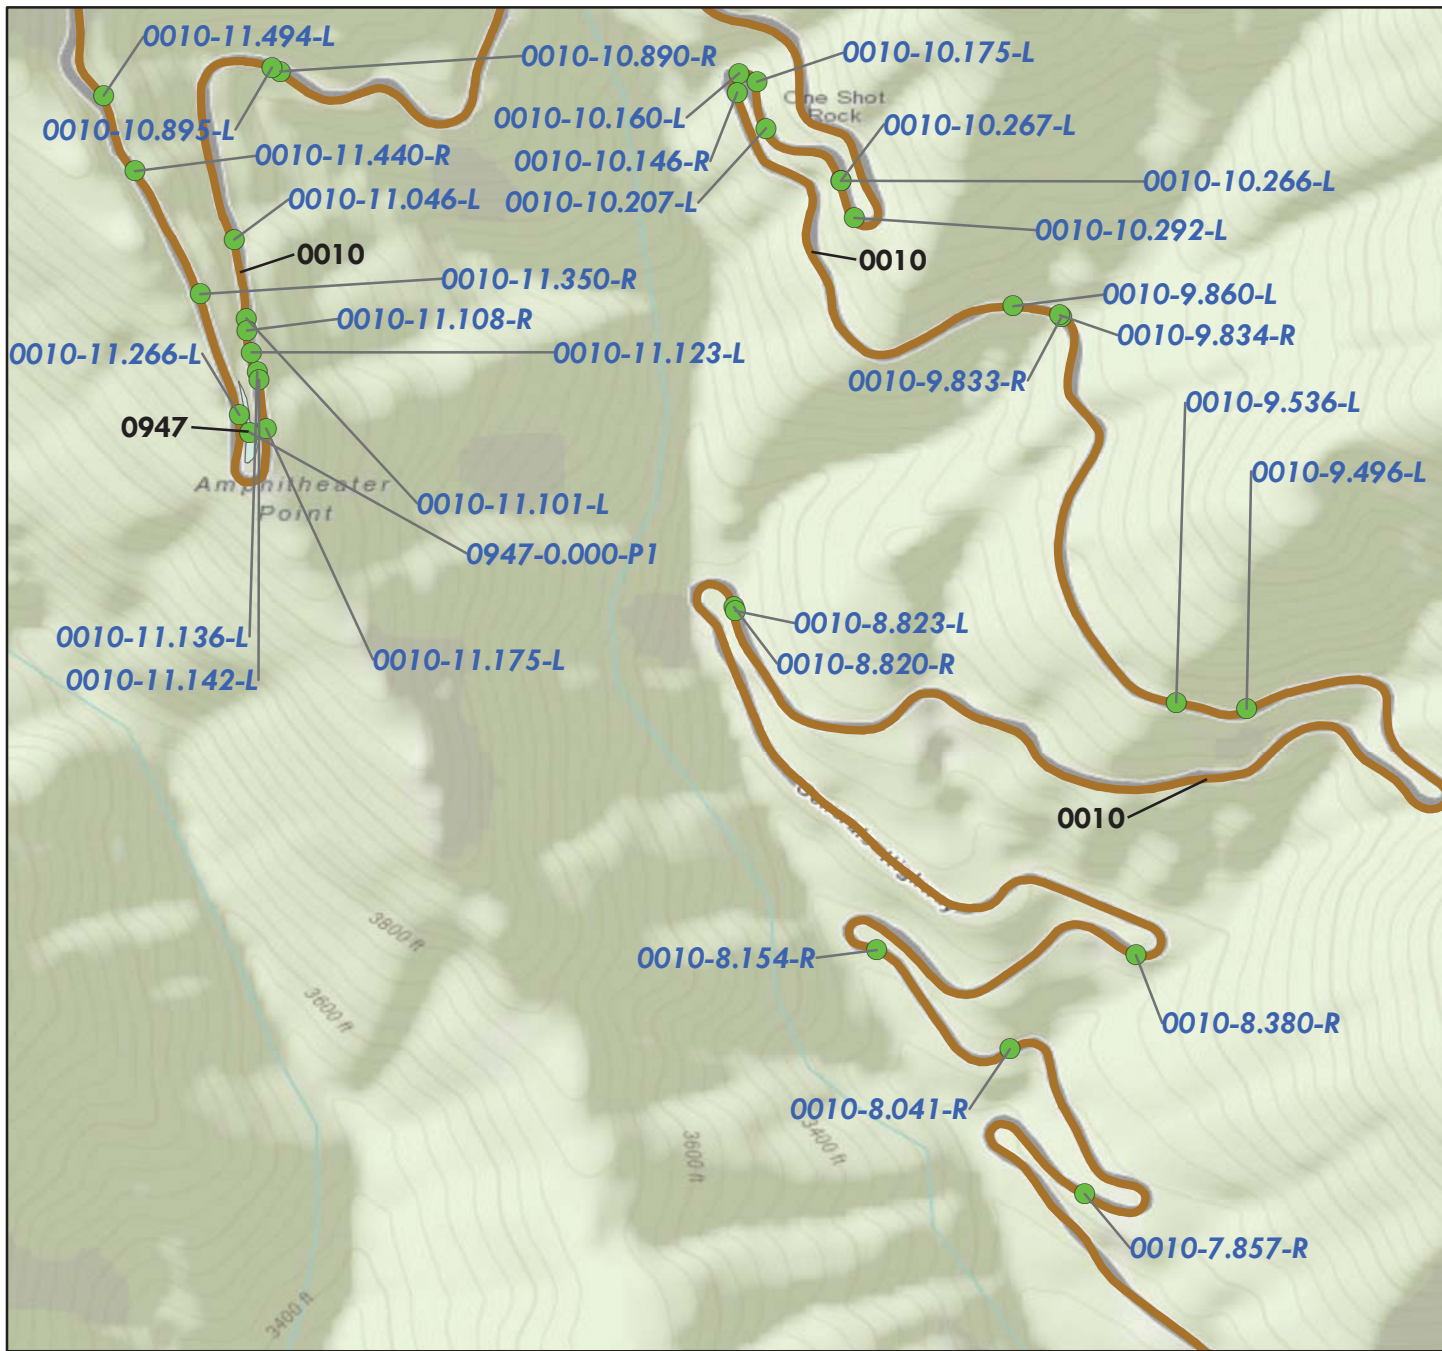 0010-11.494-L
0010-10.890-R
0010-10.175-L
One Shot
Rock
0010-10.160-L
0010-10.895-L
0010-10.267-L
0010-11.440-R
0010-10.146-R
0010-10.266-L
0010-11.046-L
0010-10.207-L
0010-10.292-L
0010
0010
0010-11.350-R
0010-9.860-L
0010-11.108-R
0010-9.834-R
0010-11.266-L
0010-11.123-L
0010-9.833-R
0010-9.536-L
0947
0010-9.496-L
Amphitheater
Point
0010-11.101-L
0947-0.000-P1
0010-8.823-L
0010-11.136-L
0010-11.175-L
0010-8.820-R
0010-11.142-L
0010
Generals Highway
3800 ft
0010-8.154-R
3600 ft
0010-8.380-R
0010-8.041-R
3400 ft
3600 ft
0010-7.857-R
3400 ft